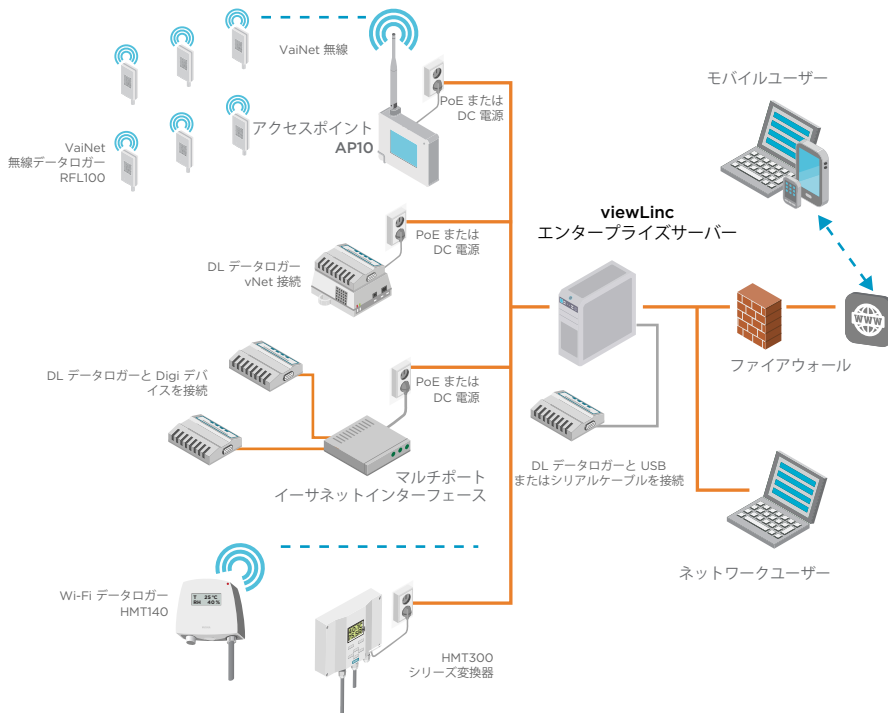 VaiNet 無線
PoE または
DC 電源
アクセスポイント
AP10
VaiNet
無線データロガー
RFL100
モバイルユーザー
viewLinc
エンタープライズサーバー
PoE または
DC 電源
DL データロガー
vNet 接続
WWW
ファイアウォール
DL データロガーと Digi デバ
イスを接続
PoE または
DC 電源
マルチポート
イーサネットインターフェース
DL データロガーと USB
またはシリアルケーブルを接続
ネットワークユーザー
Wi-Fi データロガー
HMT140
T 25°C
RH 40%
HMT300
シリーズ変換器